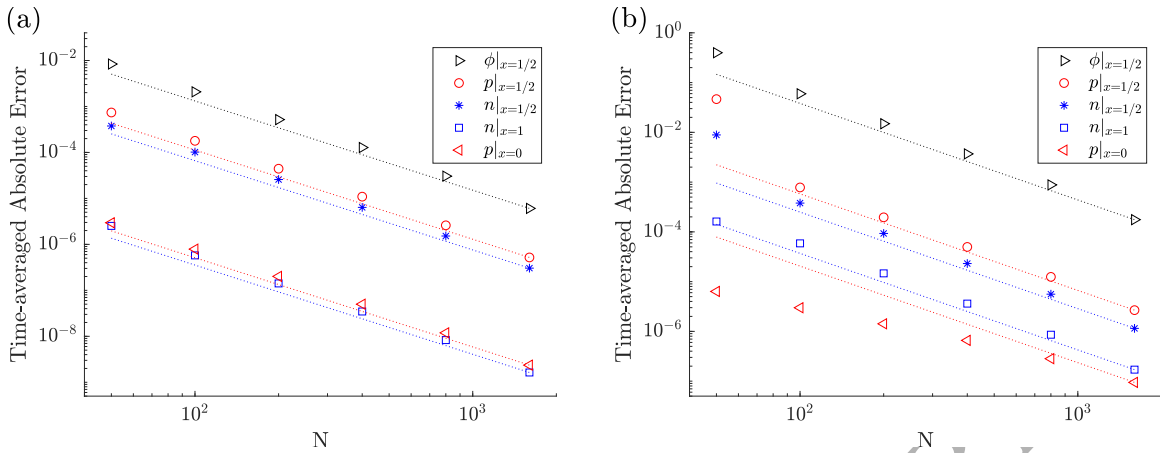 (a)
Time-averaged Absolute Error
10^{-2}
10^{-4}
10^{-6}
10^{-8}
10^2
10^3
N
ϕ|_{x=1/2}
p|_{x=1/2}
n|_{x=1/2}
n|_{x=1}
p|_{x=0}
(b)
Time-averaged Absolute Error
10^0
10^{-2}
10^{-4}
10^{-6}
10^2
10^3
N
ϕ|_{x=1/2}
p|_{x=1/2}
n|_{x=1/2}
n|_{x=1}
p|_{x=0}